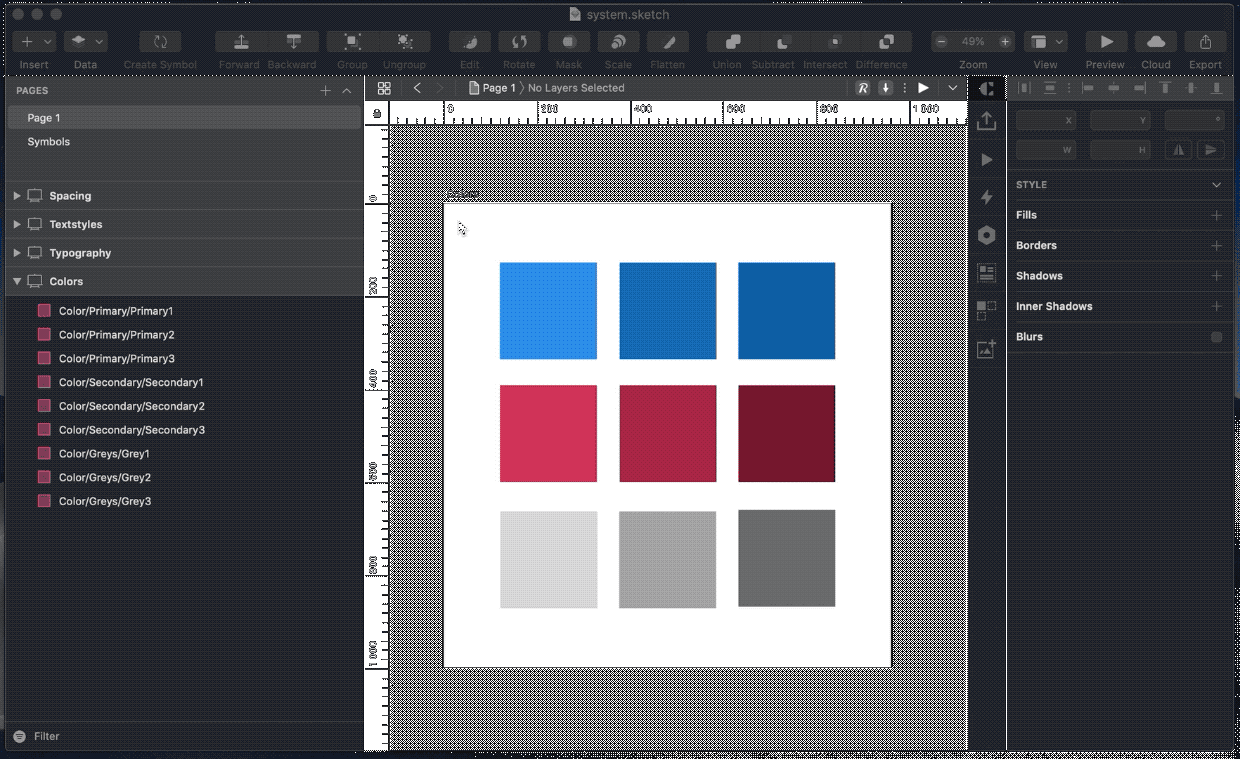 system.sketch
49%
Insert Data Create Symbol Forward Backward Group Ungroup Edit Rotate Mask Scale Flatten Union Subtract Intersect Difference Zoom View Preview Cloud Export
PAGES
Page 1
Symbols
Spacing
Textstyles
Typography
Colors
Color/Primary/Primary1
Color/Primary/Primary2
Color/Primary/Primary3
Color/Secondary/Secondary1
Color/Secondary/Secondary2
Color/Secondary/Secondary3
Color/Greys/Grey1
Color/Greys/Grey2
Color/Greys/Grey3
Filter
Page 1 〉 No Layers Selected
R
0 200 400 600 800 1 000
0
200
400
600
800
1 000
X Y °
W H
STYLE
Fills
Borders
Shadows
Inner Shadows
Blurs